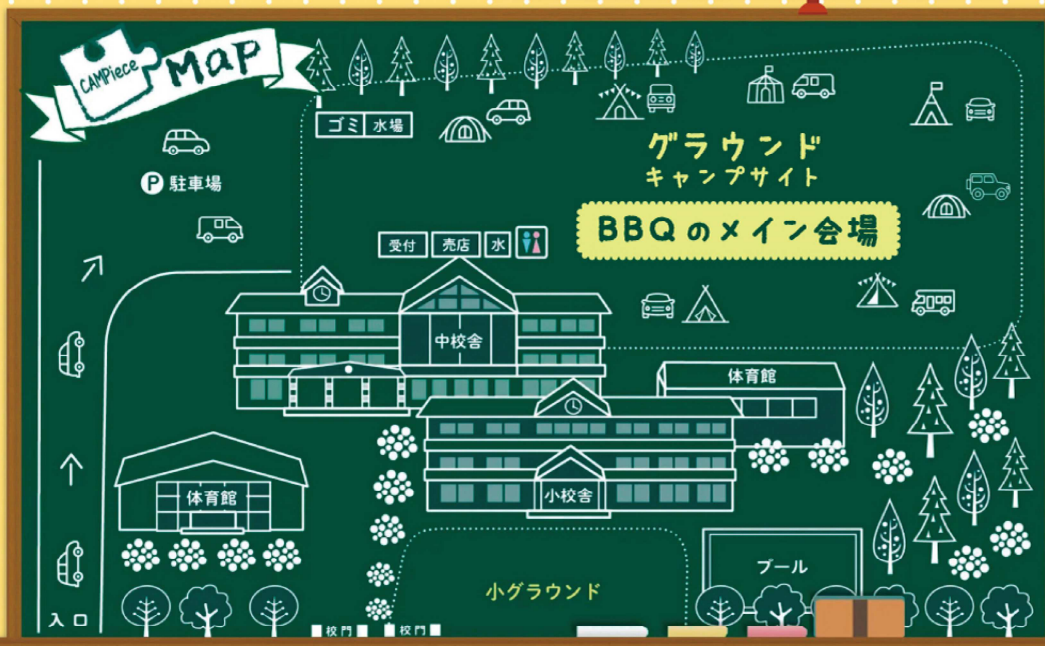 CAMPiece
MAP
ゴミ 水場
P 駐車場
グラウンド
キャンプサイト
BBQのメイン会場
受付 売店 水
中校舎
体育館
体育館
小校舎
小グラウンド
プール
入口
校門 校門